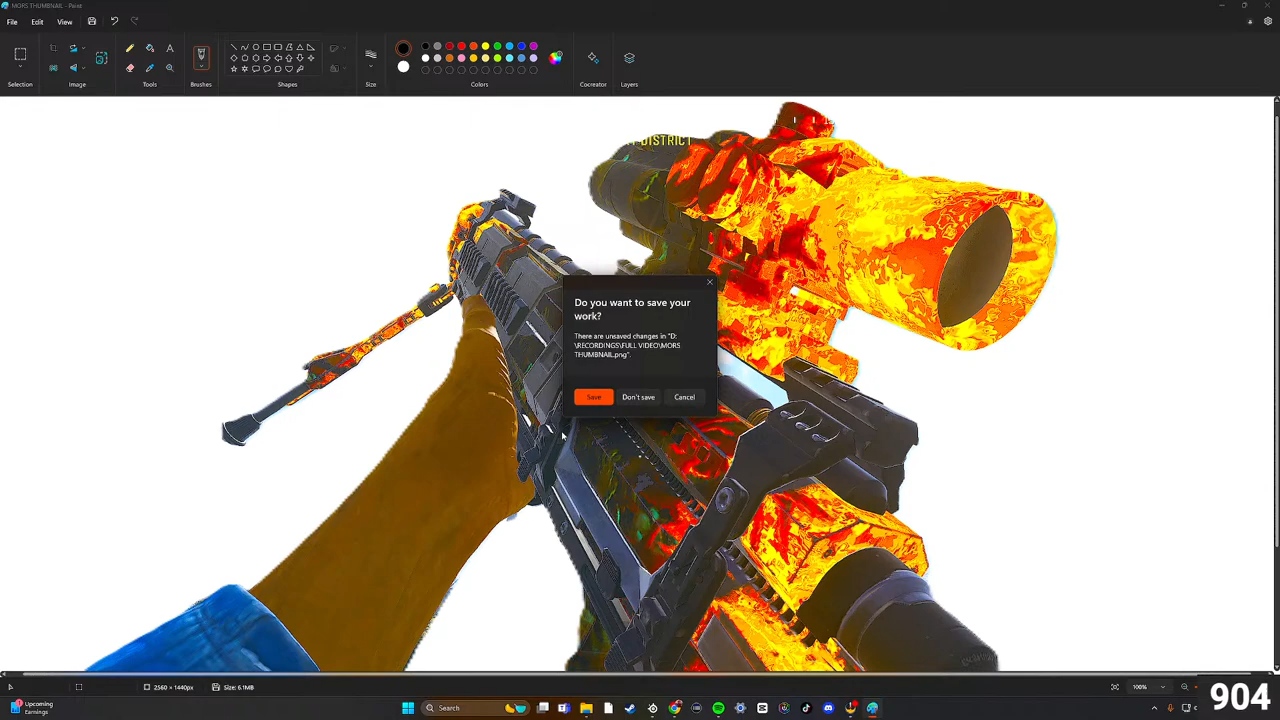 MORS THUMBNAIL - Paint
File Edit View
Selection
Image
Tools
Brushes
Shapes
Size
Colors
Cocreator
Layers
DISTRICT
Do you want to save your
work?
There are unsaved changes in "D:
\RECORDINGS\FULL VIDEO\MORS
THUMBNAIL.png".
Save Don't save Cancel
2560 × 1440px Size: 6.1MB 100%
Upcoming
Earnings
Search
904